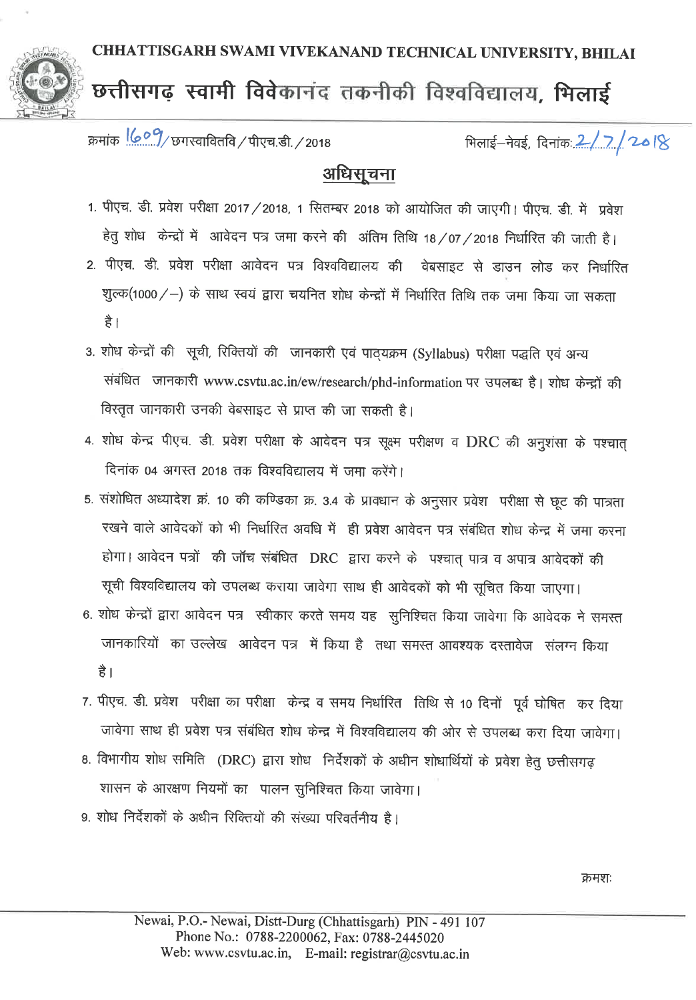 CHHATTISGARH SWAMI VIVEKANAND TECHNICAL UNIVERSITY, BHILAI
छत्तीसगढ़ स्वामी विवेकानंद तकनीकी विश्वविद्यालय, भिलाई
BHILAI
क्रमांक 1609/छगस्वावितवि/पीएच.डी./2018 भिलाई–नेवई, दिनांक: 2/7/2018
अधिसूचना
1. पीएच. डी. प्रवेश परीक्षा 2017/2018, 1 सितम्बर 2018 को आयोजित की जाएगी। पीएच. डी. में प्रवेश
हेतु शोध केन्द्रों में आवेदन पत्र जमा करने की अंतिम तिथि 18/07/2018 निर्धारित की जाती है।
2. पीएच. डी. प्रवेश परीक्षा आवेदन पत्र विश्वविद्यालय की वेबसाइट से डाउन लोड कर निर्धारित
शुल्क(1000/–) के साथ स्वयं द्वारा चयनित शोध केन्द्रों में निर्धारित तिथि तक जमा किया जा सकता
है।
3. शोध केन्द्रों की सूची, रिक्तियों की जानकारी एवं पाठ्यक्रम (Syllabus) परीक्षा पद्धति एवं अन्य
संबंधित जानकारी www.csvtu.ac.in/ew/research/phd-information पर उपलब्ध है। शोध केन्द्रों की
विस्तृत जानकारी उनकी वेबसाइट से प्राप्त की जा सकती है।
4. शोध केन्द्र पीएच. डी. प्रवेश परीक्षा के आवेदन पत्र सूक्ष्म परीक्षण व DRC की अनुशंसा के पश्चात्
दिनांक 04 अगस्त 2018 तक विश्वविद्यालय में जमा करेंगे।
5. संशोधित अध्यादेश क्रं. 10 की कण्डिका क्र. 3.4 के प्रावधान के अनुसार प्रवेश परीक्षा से छूट की पात्रता
रखने वाले आवेदकों को भी निर्धारित अवधि में ही प्रवेश आवेदन पत्र संबंधित शोध केन्द्र में जमा करना
होगा। आवेदन पत्रों की जॉच संबंधित DRC द्वारा करने के पश्चात् पात्र व अपात्र आवेदकों की
सूची विश्वविद्यालय को उपलब्ध कराया जावेगा साथ ही आवेदकों को भी सूचित किया जाएगा।
6. शोध केन्द्रों द्वारा आवेदन पत्र स्वीकार करते समय यह सुनिश्चित किया जावेगा कि आवेदक ने समस्त
जानकारियों का उल्लेख आवेदन पत्र में किया है तथा समस्त आवश्यक दस्तावेज संलग्न किया
है।
7. पीएच. डी. प्रवेश परीक्षा का परीक्षा केन्द्र व समय निर्धारित तिथि से 10 दिनों पूर्व घोषित कर दिया
जावेगा साथ ही प्रवेश पत्र संबंधित शोध केन्द्र में विश्वविद्यालय की ओर से उपलब्ध करा दिया जावेगा।
8. विभागीय शोध समिति (DRC) द्वारा शोध निर्देशकों के अधीन शोधार्थियों के प्रवेश हेतु छत्तीसगढ़
शासन के आरक्षण नियमों का पालन सुनिश्चित किया जावेगा।
9. शोध निर्देशकों के अधीन रिक्तियों की संख्या परिवर्तनीय है।
क्रमशः
Newai, P.O.- Newai, Distt-Durg (Chhattisgarh) PIN - 491 107
Phone No.: 0788-2200062, Fax: 0788-2445020
Web: www.csvtu.ac.in, E-mail: registrar@csvtu.ac.in